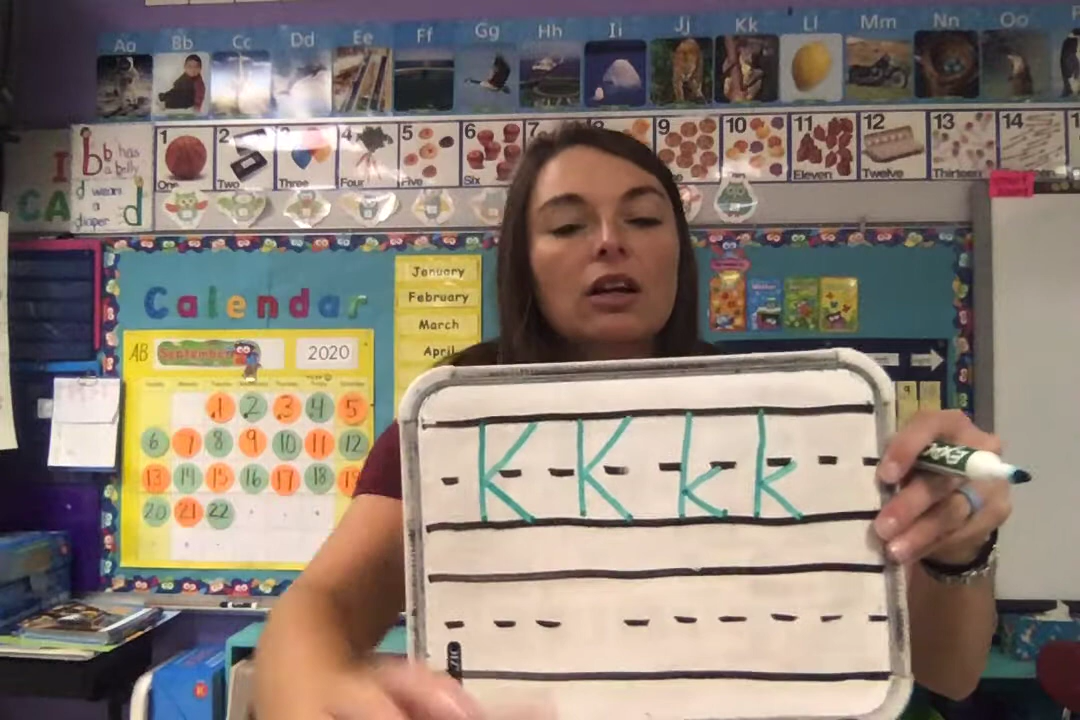 Aa Bb Cc Dd Ee Ff Gg Hh Ii Jj Kk Ll Mm Nn Oo
1 2 3 4 5 6 7 8 9 10 11 12 13 14
One Two Three Four Five Six Eleven Twelve Thirteen
I
CAN
b b has
a belly
d wears
a
diaper d
Calendar
January
February
March
April
AB September 2020
1 2 3 4 5
6 7 8 9 10 11 12
13 14 15 16 17 18 19
20 21 22
K K k k
EXPO